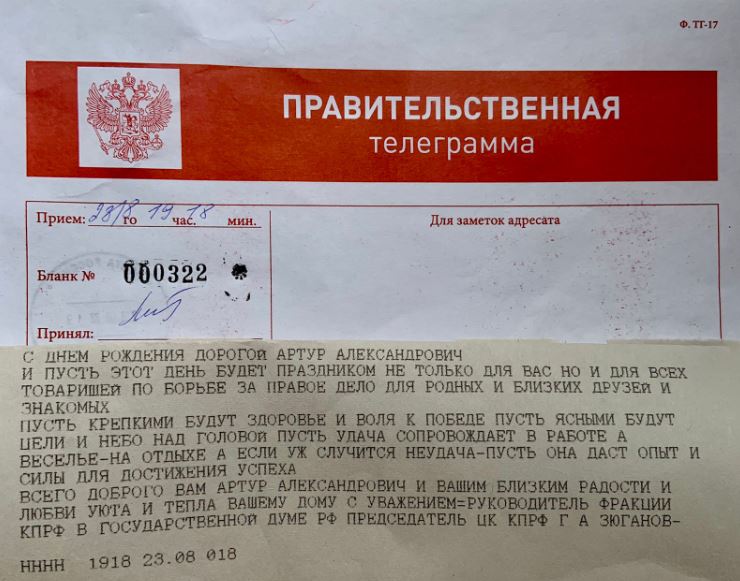 Ф. ТГ-17
ПРАВИТЕЛЬСТВЕННАЯ
телеграмма
Прием: 23/8 го 19 час. 18 мин.
Для заметок адресата
Бланк № 000322
Принял:
С ДНЕМ РОЖДЕНИЯ ДОРОГОЙ АРТУР АЛЕКСАНДРОВИЧ
И ПУСТЬ ЭТОТ ДЕНЬ БУДЕТ ПРАЗДНИКОМ НЕ ТОЛЬКО ДЛЯ ВАС НО И ДЛЯ ВСЕХ
ТОВАРИЩЕЙ ПО БОРЬБЕ ЗА ПРАВОЕ ДЕЛО ДЛЯ РОДНЫХ И БЛИЗКИХ ДРУЗЕЙ И
ЗНАКОМЫХ
ПУСТЬ КРЕПКИМИ БУДУТ ЗДОРОВЬЕ И ВОЛЯ К ПОБЕДЕ ПУСТЬ ЯСНЫМИ БУДУТ
ЦЕЛИ И НЕБО НАД ГОЛОВОЙ ПУСТЬ УДАЧА СОПРОВОЖДАЕТ В РАБОТЕ А
ВЕСЕЛЬЕ-НА ОТДЫХЕ А ЕСЛИ УЖ СЛУЧИТСЯ НЕУДАЧА-ПУСТЬ ОНА ДАСТ ОПЫТ И
СИЛЫ ДЛЯ ДОСТИЖЕНИЯ УСПЕХА
ВСЕГО ДОБРОГО ВАМ АРТУР АЛЕКСАНДРОВИЧ И ВАШИМ БЛИЗКИМ РАДОСТИ И
ЛЮБВИ УЮТА И ТЕПЛА ВАШЕМУ ДОМУ С УВАЖЕНИЕМ=РУКОВОДИТЕЛЬ ФРАКЦИИ
КПРФ В ГОСУДАРСТВЕННОЙ ДУМЕ РФ ПРЕДСЕДАТЕЛЬ ЦК КПРФ Г А ЗЮГАНОВ-
НННН 1918 23.08 018